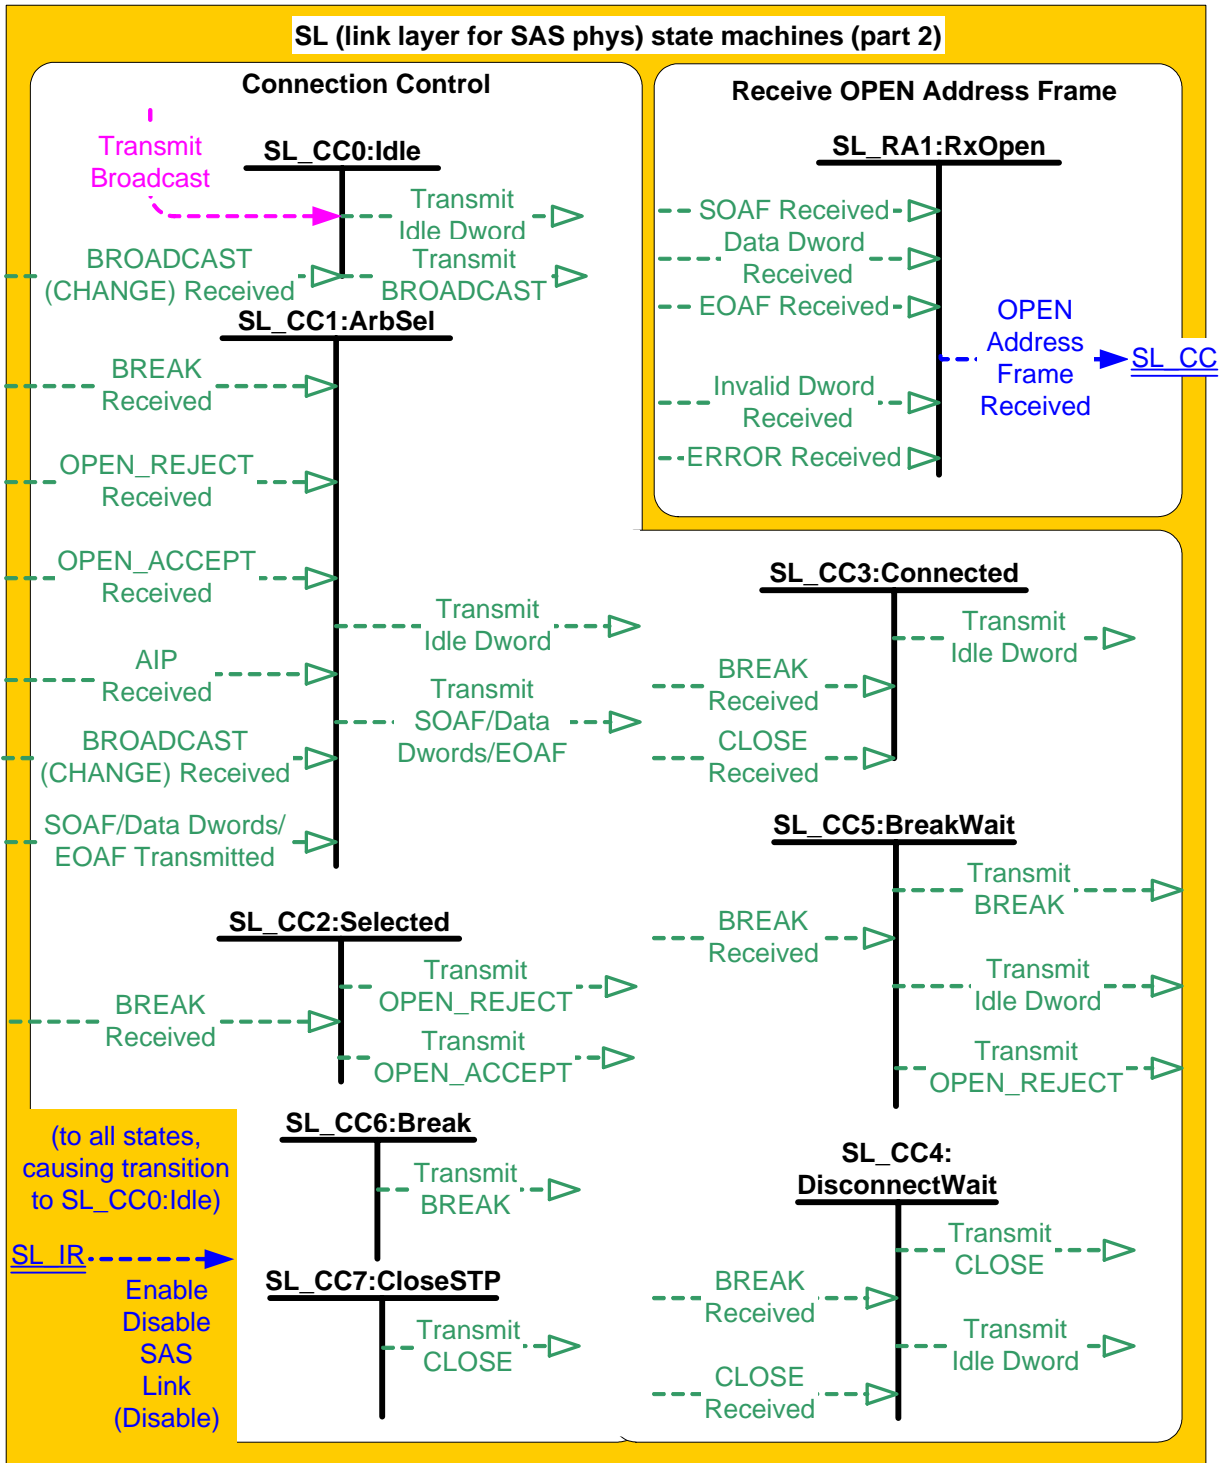 SL (link layer for SAS phys) state machines (part 2)
Connection Control
Transmit
Broadcast
SL_CC0:Idle
Transmit
Idle Dword
BROADCAST
(CHANGE) Received
Transmit
BROADCAST
SL_CC1:ArbSel
BREAK
Received
OPEN_REJECT
Received
OPEN_ACCEPT
Received
Transmit
Idle Dword
AIP
Received
Transmit
SOAF/Data
Dwords/EOAF
BROADCAST
(CHANGE) Received
SOAF/Data Dwords/
EOAF Transmitted
SL_CC2:Selected
Transmit
OPEN_REJECT
BREAK
Received
Transmit
OPEN_ACCEPT
(to all states,
causing transition
to SL_CC0:Idle)
SL_IR
Enable
Disable
SAS
Link
(Disable)
SL_CC6:Break
Transmit
BREAK
SL_CC7:CloseSTP
Transmit
CLOSE
Receive OPEN Address Frame
SL_RA1:RxOpen
SOAF Received
Data Dword
Received
EOAF Received
OPEN
Address
Frame
Received
SL_CC
Invalid Dword
Received
ERROR Received
SL_CC3:Connected
Transmit
Idle Dword
BREAK
Received
CLOSE
Received
SL_CC5:BreakWait
Transmit
BREAK
BREAK
Received
Transmit
Idle Dword
Transmit
OPEN_REJECT
SL_CC4:
DisconnectWait
Transmit
CLOSE
BREAK
Received
Transmit
Idle Dword
CLOSE
Received